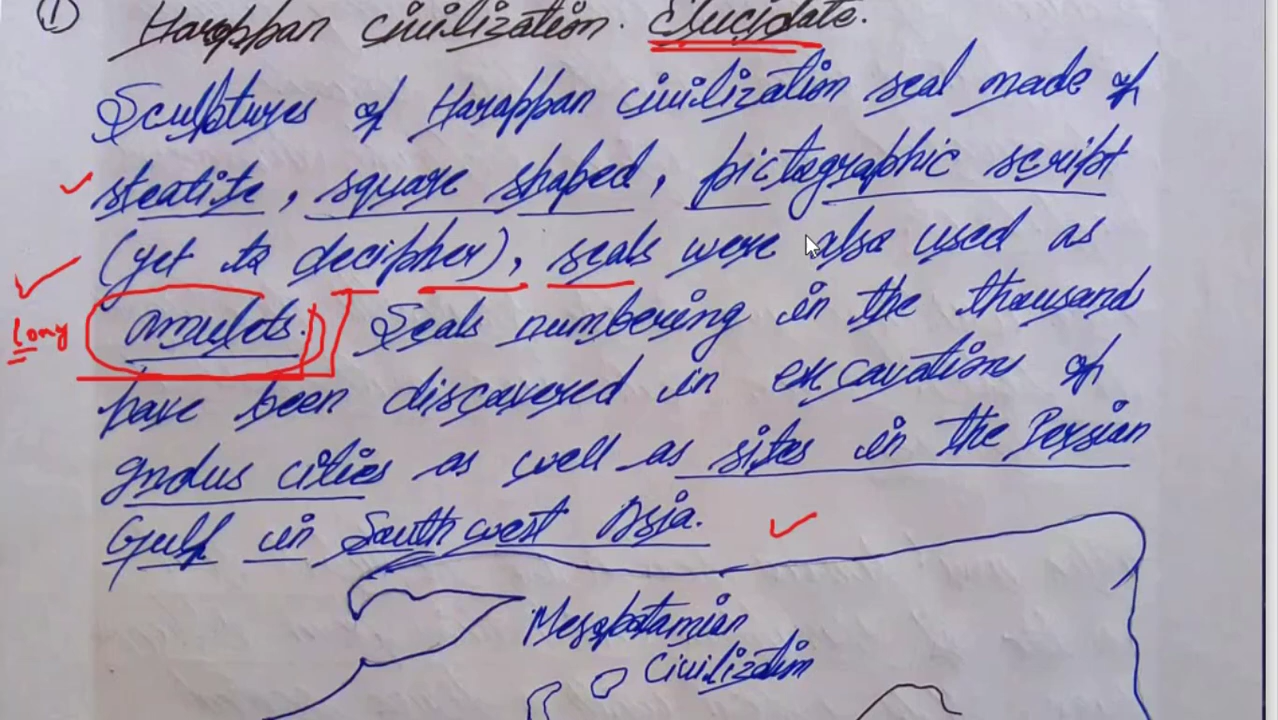 ① Harappan civilization. Elucidate.
Sculptures of Harappan civilization seal made of
steatite, square shaped, pictographic script
(yet to decipher), seals were also used as
amulets. Seals numbering in the thousand
have been discovered in excavation of
Indus cities as well as sites in the Persian
Gulf in South west Asia.
Mesopotamian
Civilization